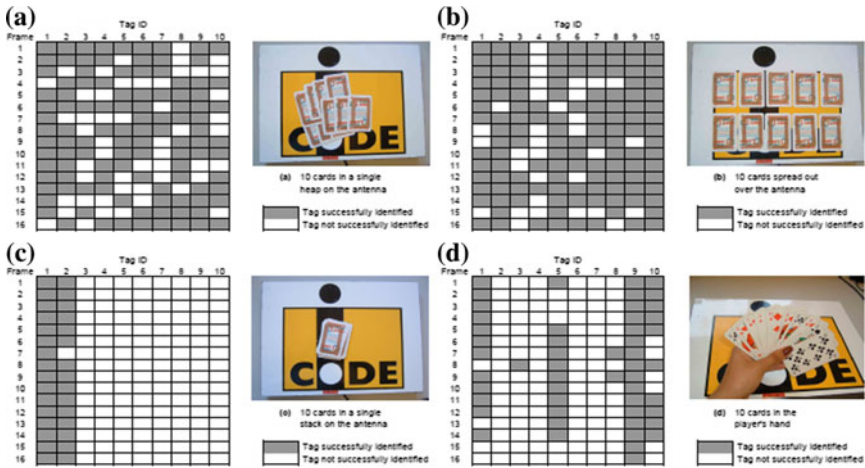 (a)
Tag ID
Frame 1 2 3 4 5 6 7 8 9 10
1
2
3
4
5
6
7
8
9
10
11
12
13
14
15
16
CODE
(a) 10 cards in a single
heap on the antenna
Tag successfully identified
Tag not successfully identified
(b)
Tag ID
Frame 1 2 3 4 5 6 7 8 9 10
1
2
3
4
5
6
7
8
9
10
11
12
13
14
15
16
(b) 10 cards spread out
over the antenna
Tag successfully identified
Tag not successfully identified
(c)
Tag ID
Frame 1 2 3 4 5 6 7 8 9 10
1
2
3
4
5
6
7
8
9
10
11
12
13
14
15
16
CODE
(c) 10 cards in a single
stack on the antenna
Tag successfully identified
Tag not successfully identified
(d)
Tag ID
Frame 1 2 3 4 5 6 7 8 9 10
1
2
3
4
5
6
7
8
9
10
11
12
13
14
15
16
DE
(d) 10 cards in the
player's hand
Tag successfully identified
Tag not successfully identified